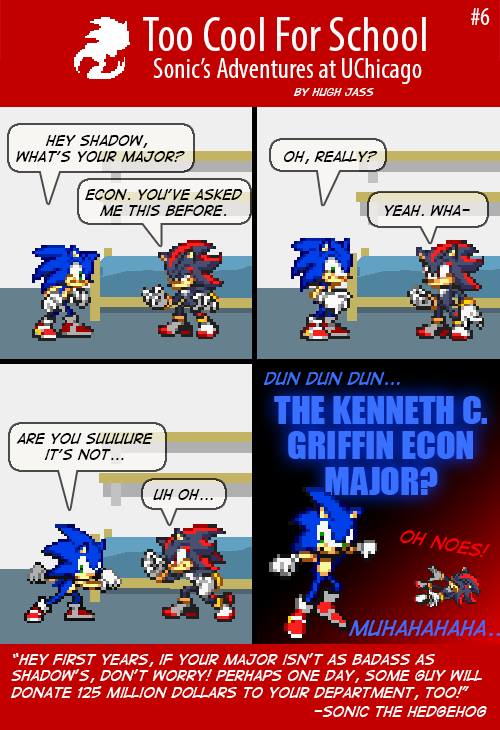 #6
Too Cool For School
Sonic's Adventures at UChicago
BY HUGH JASS
HEY SHADOW,
WHAT'S YOUR MAJOR?
ECON. YOU'VE ASKED
ME THIS BEFORE.
OH, REALLY?
YEAH. WHA-
ARE YOU SUUUURE
IT'S NOT...
UH OH...
DUN DUN DUN...
THE KENNETH C.
GRIFFIN ECON
MAJOR?
OH NOES!
MUHAHAHAHA...
"HEY FIRST YEARS, IF YOUR MAJOR ISN'T AS BADASS AS
SHADOW'S, DON'T WORRY! PERHAPS ONE DAY, SOME GUY WILL
DONATE 125 MILLION DOLLARS TO YOUR DEPARTMENT, TOO!"
-SONIC THE HEDGEHOG